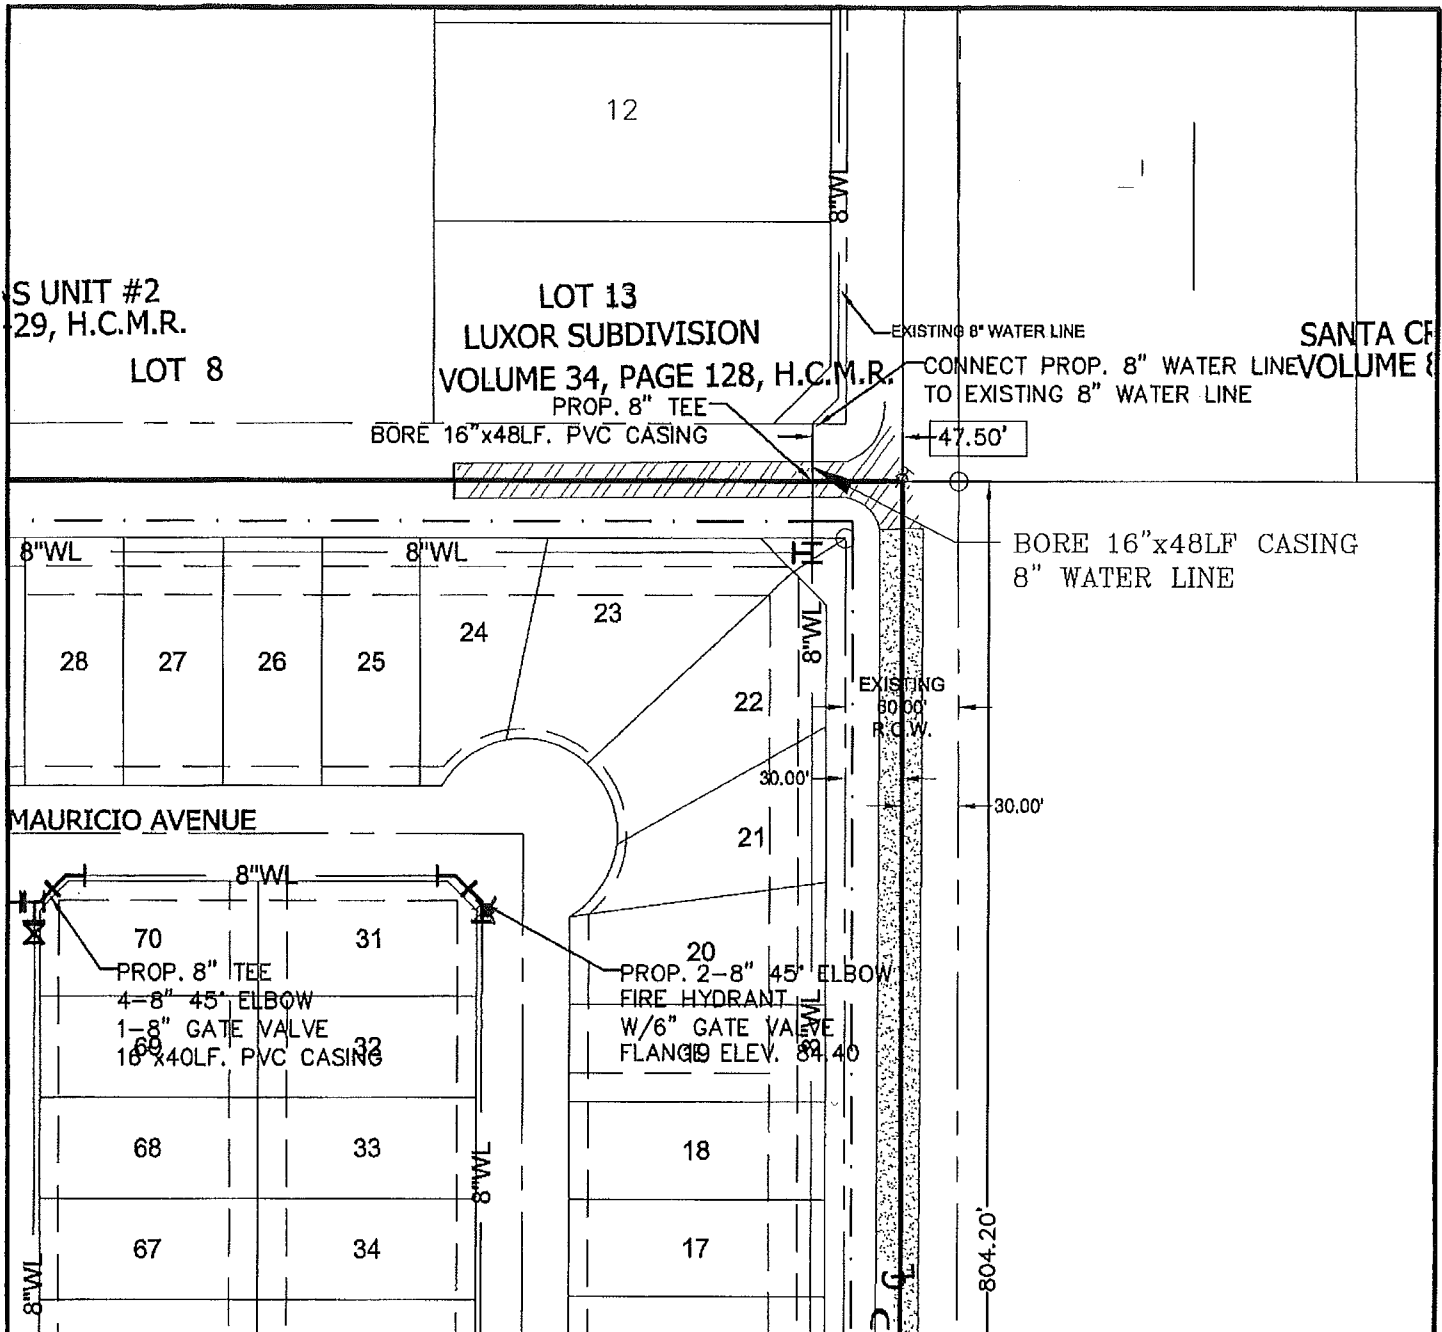 12
8"WL
S UNIT #2
29, H.C.M.R.
LOT 8
LOT 13
LUXOR SUBDIVISION
VOLUME 34, PAGE 128, H.C.M.R.
EXISTING 8" WATER LINE
CONNECT PROP. 8" WATER LINE
TO EXISTING 8" WATER LINE
SANTA
VOLUME
PROP. 8" TEE
BORE 16"x48LF. PVC CASING
47.50'
BORE 16"x48LF CASING
8" WATER LINE
8"WL
8"WL
8"WL
28
27
26
25
24
23
22
21
20
19
18
17
EXISTING
60.00'
R.O.W.
30.00'
30.00'
MAURICIO AVENUE
8"WL
70
31
PROP. 8" TEE
4-8" 45° ELBOW
1-8" GATE VALVE
16"x40LF. PVC CASING
69
32
PROP. 2-8" 45° ELBOW
FIRE HYDRANT
W/6" GATE VALVE
FLANGE ELEV. 84.40
8"WL
68
33
67
34
8"WL
8"WL
804.20'